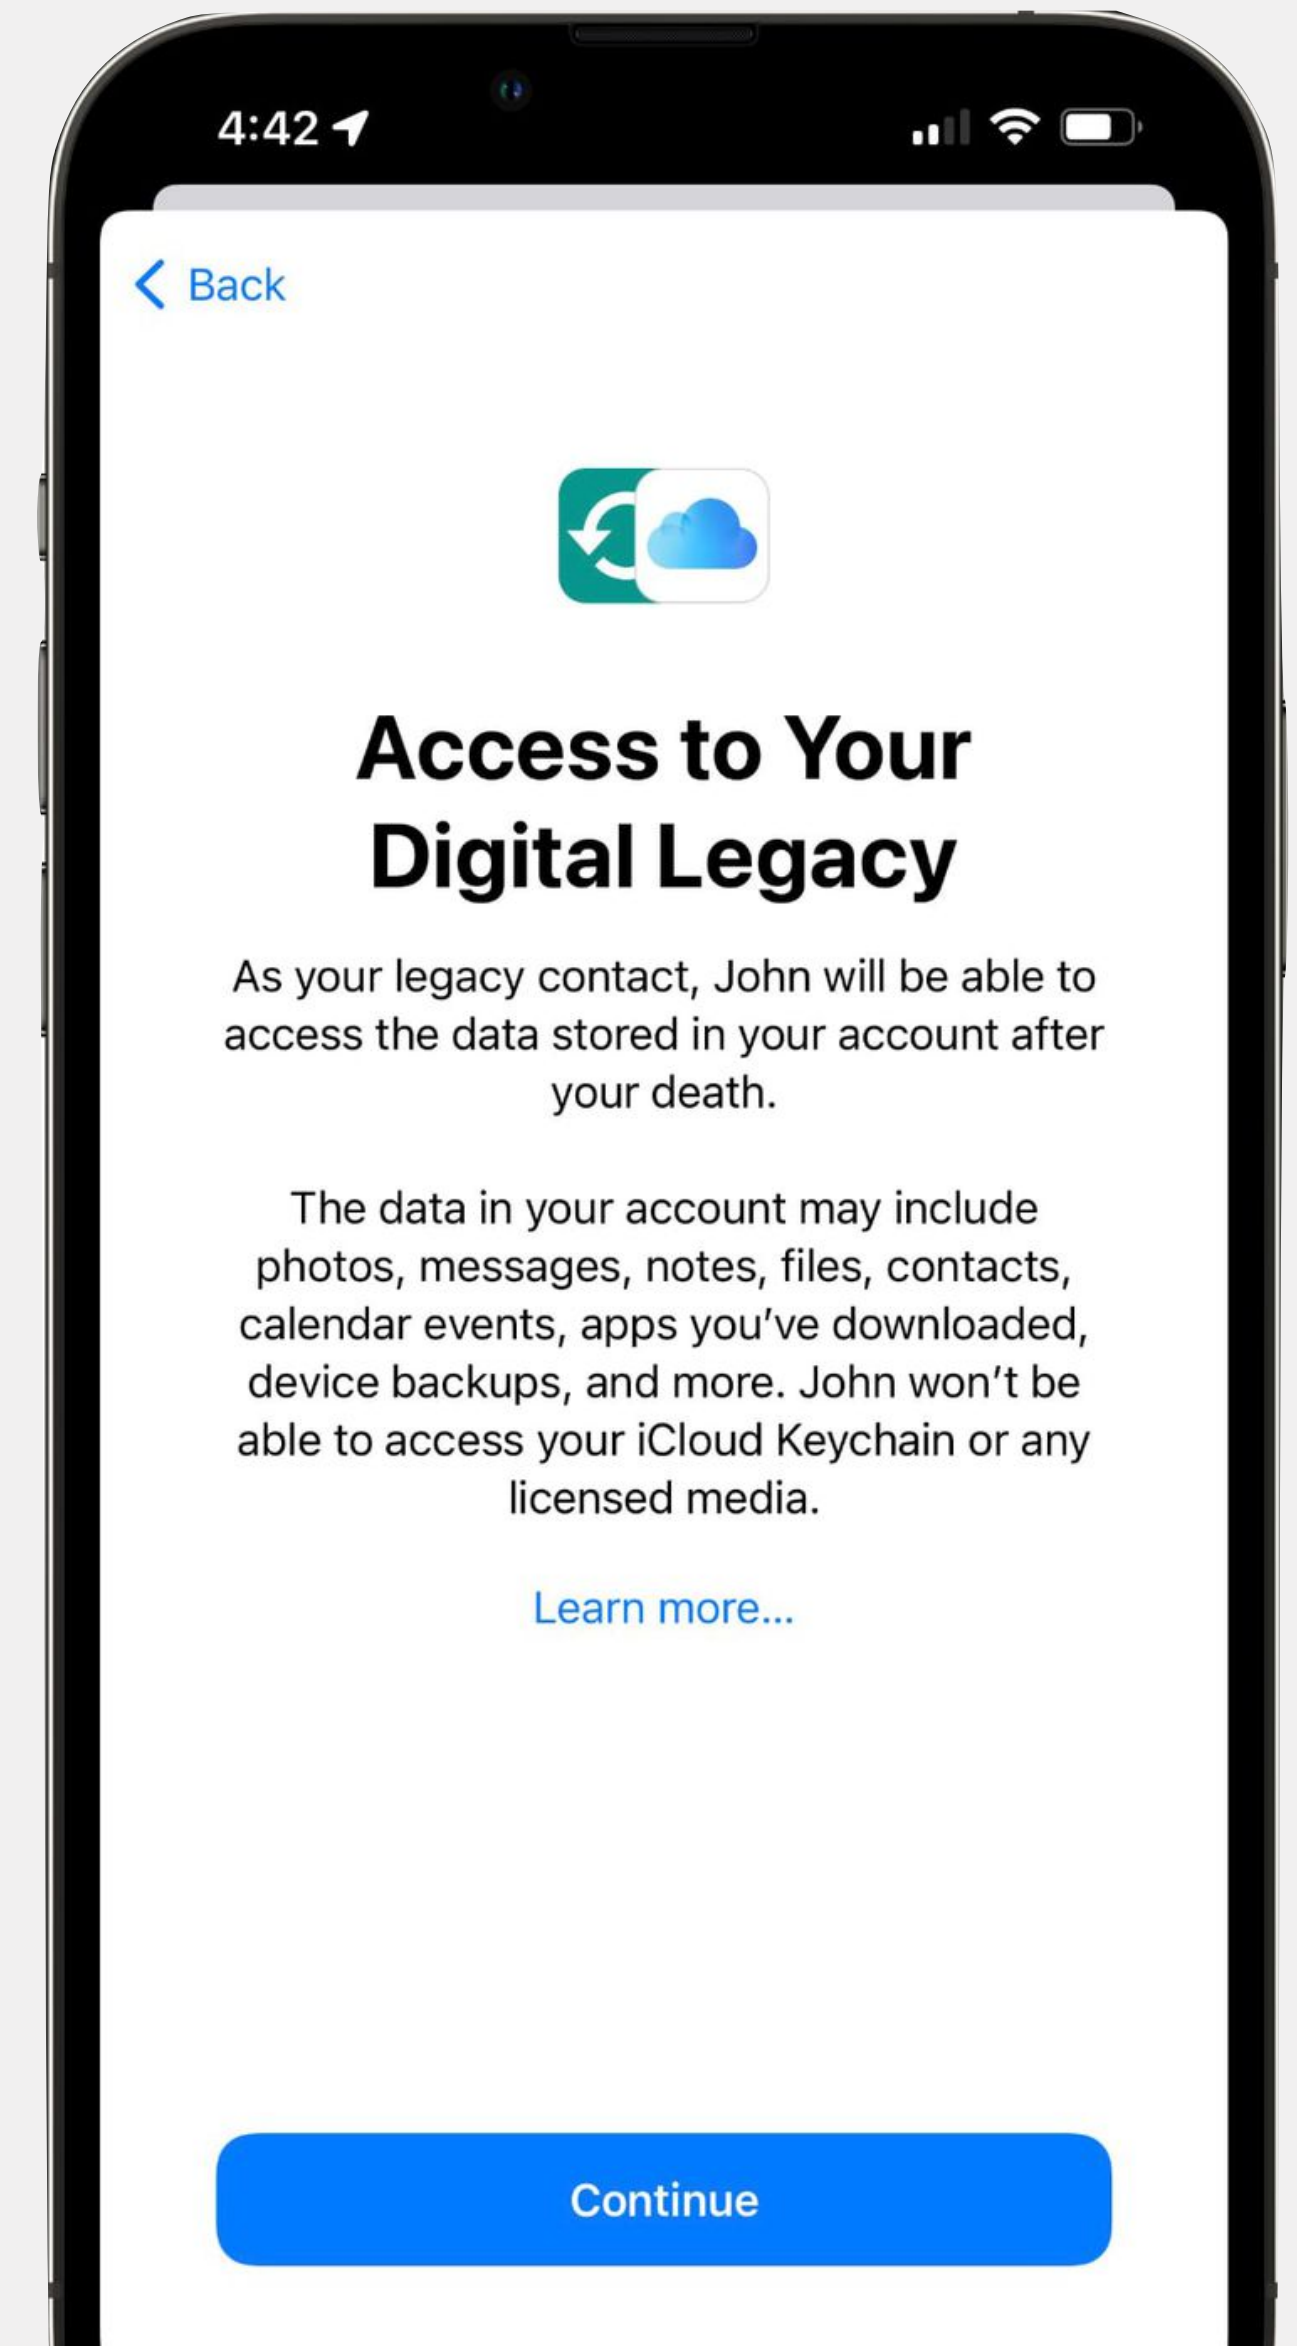 4:42
Back
Access to Your
Digital Legacy
As your legacy contact, John will be able to
access the data stored in your account after
your death.
The data in your account may include
photos, messages, notes, files, contacts,
calendar events, apps you’ve downloaded,
device backups, and more. John won’t be
able to access your iCloud Keychain or any
licensed media.
Learn more...
Continue